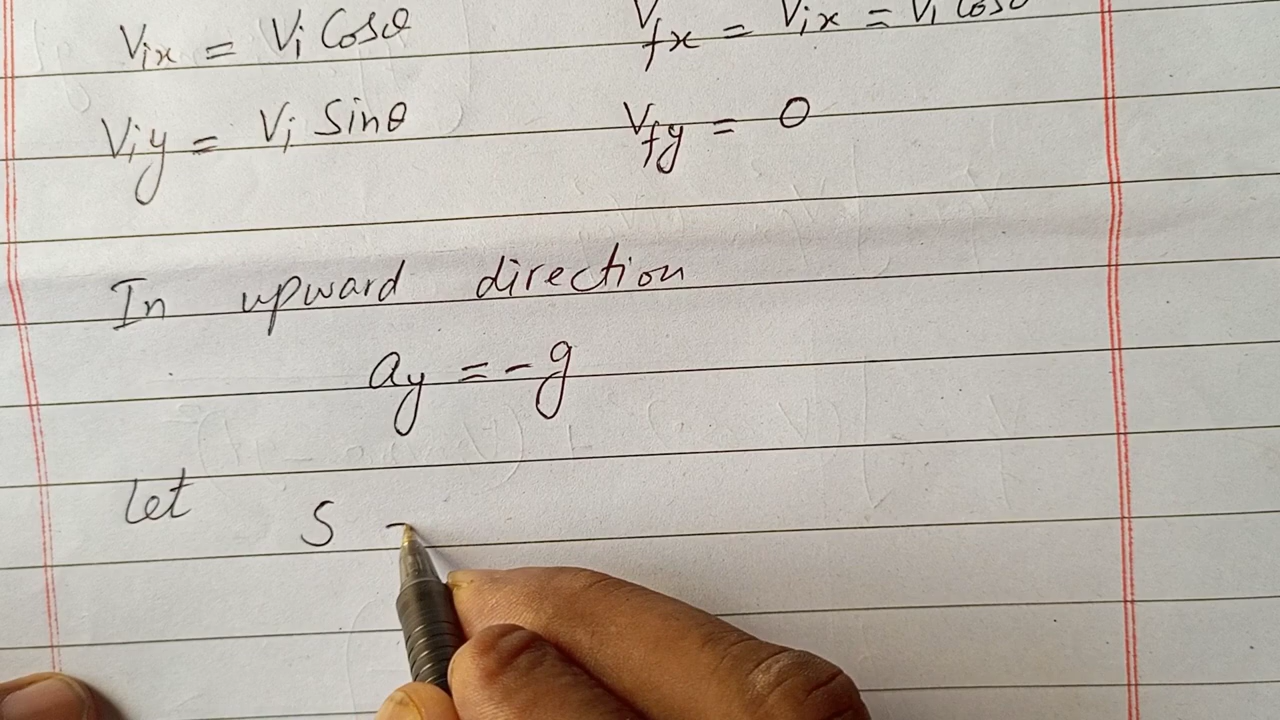 Vix = Vi Cosθ Vfx = Vix = Vi Cosθ
Viy = Vi Sinθ Vfy = 0
In upward direction
ay = -g
Let S -